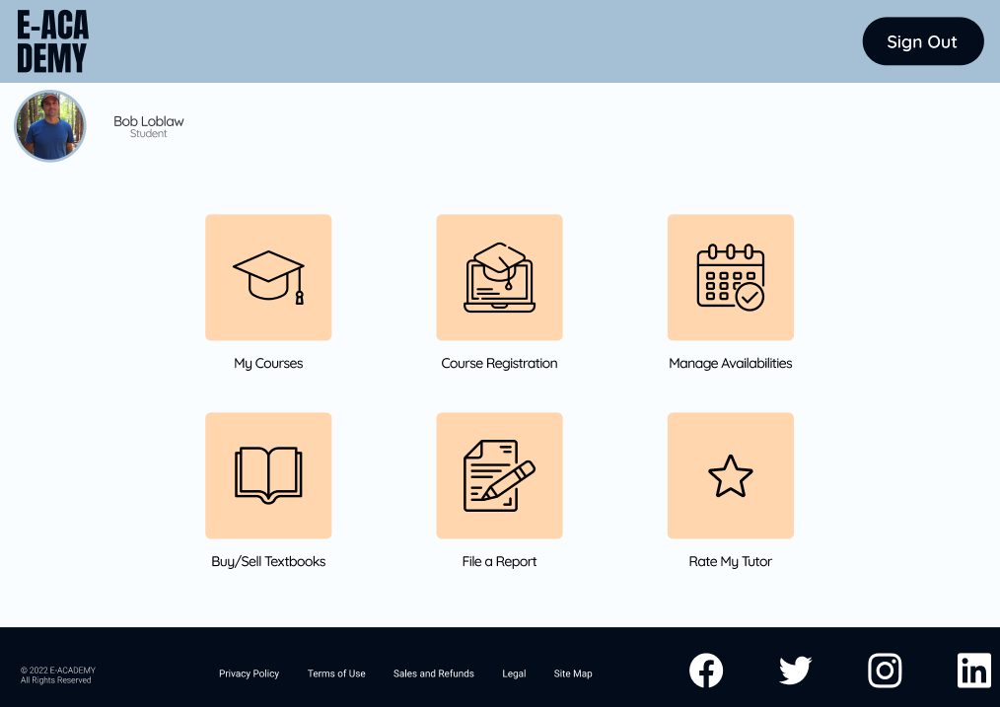 E-ACA
DEMY
Sign Out
Bob Loblaw
Student
My Courses
Course Registration
Manage Availabilities
Buy/Sell Textbooks
File a Report
Rate My Tutor
© 2022 E-ACADEMY
All Rights Reserved
Privacy Policy
Terms of Use
Sales and Refunds
Legal
Site Map